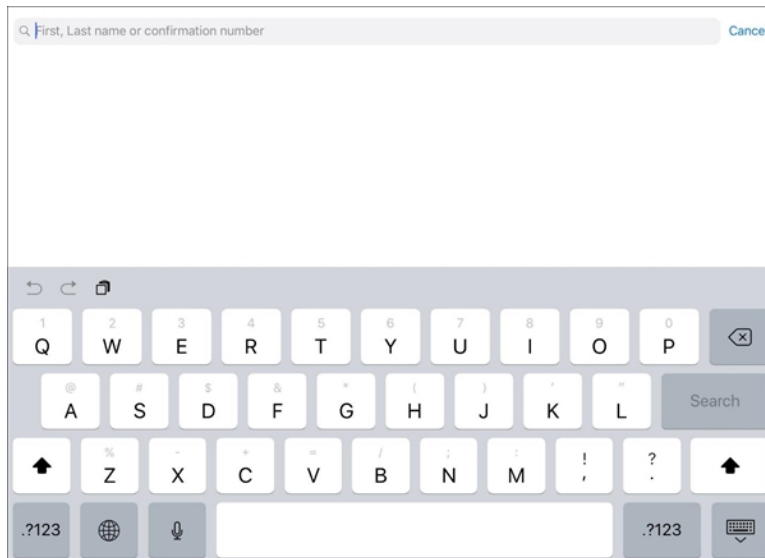 First, Last name or confirmation number
Cance
1 2 3 4 5 6 7 8 9 0
Q W E R T Y U I O P
@ # $ & * ( ) ' "
A S D F G H J K L Search
% - + = / ; : ! ?
Z X C V B N M , .
.?123 .?123